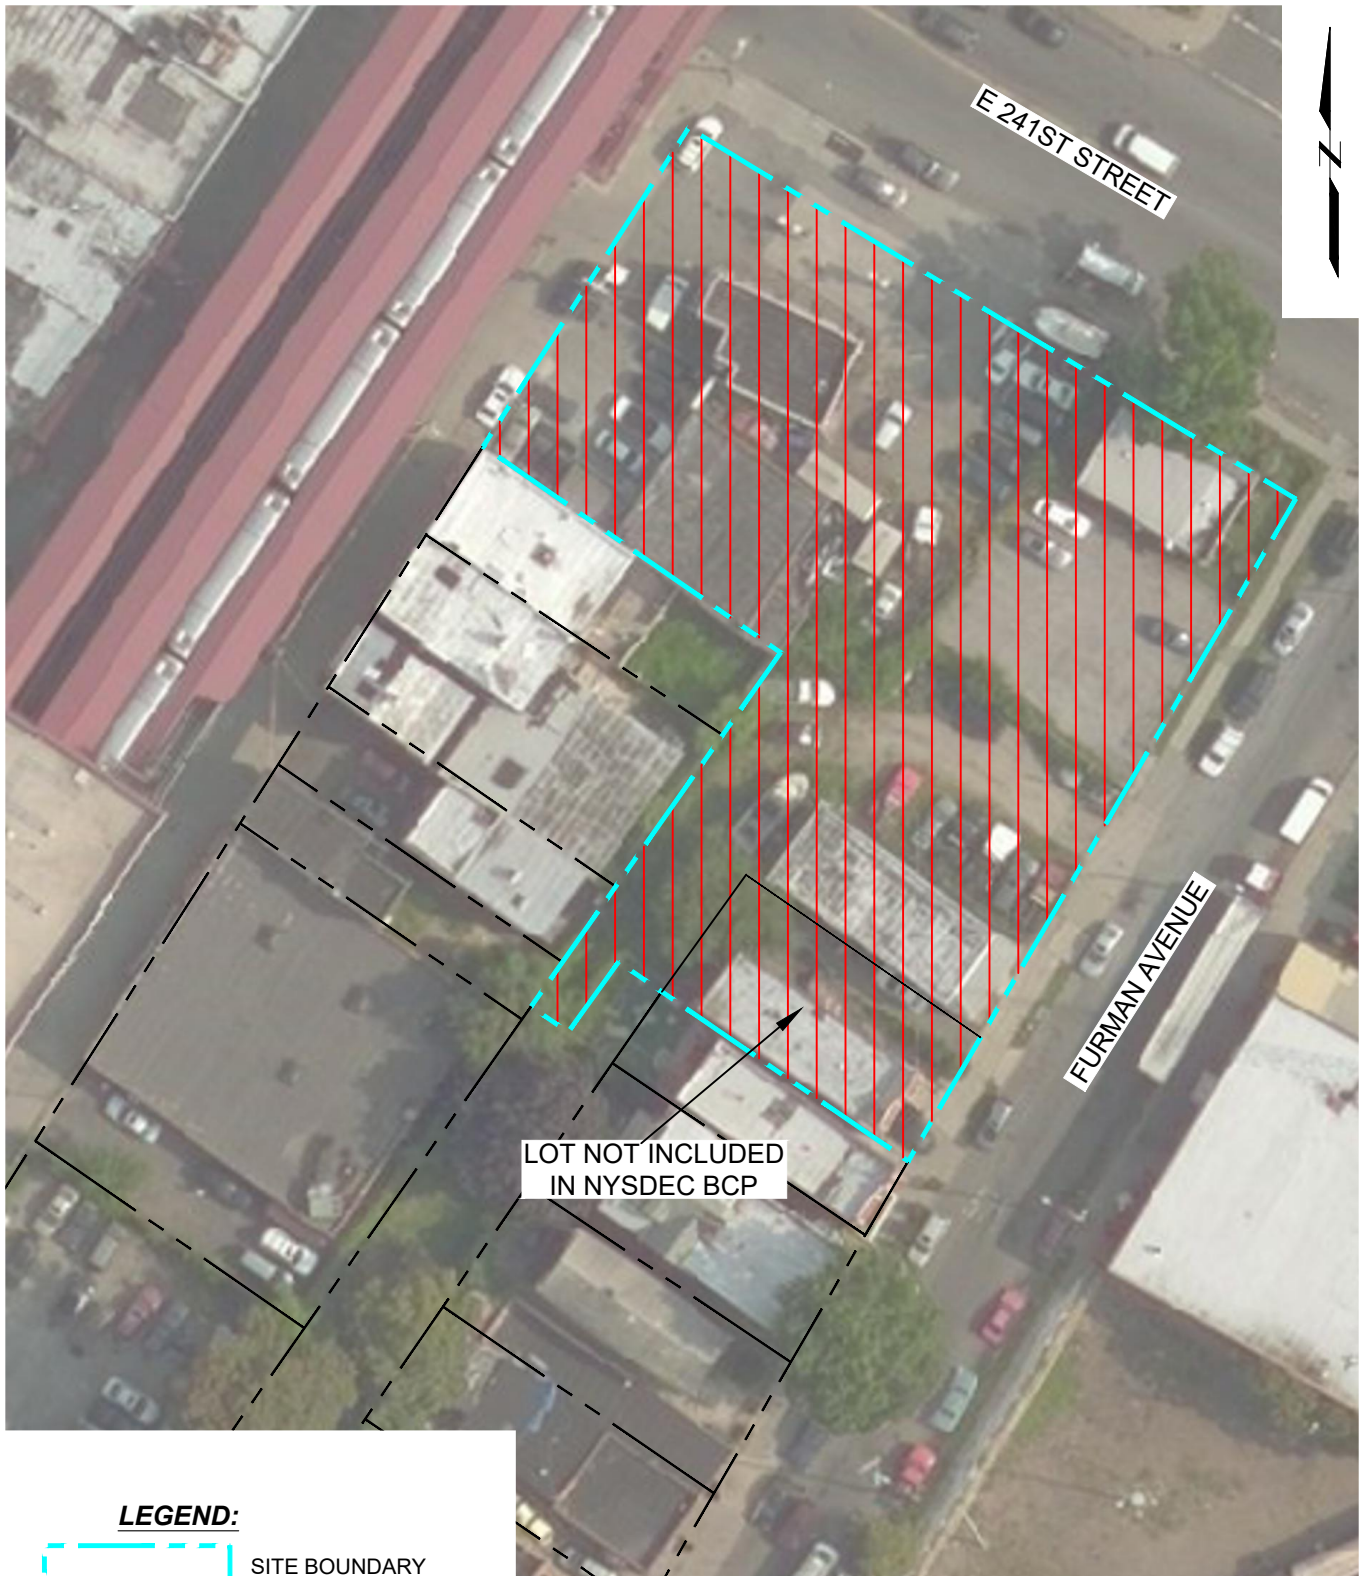 E 241ST STREET
N
FURMAN AVENUE
LOT NOT INCLUDED
IN NYSDEC BCP
LEGEND:
SITE BOUNDARY